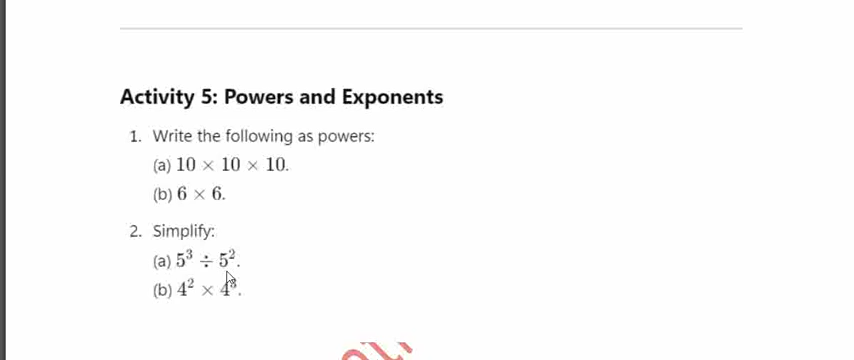 Activity 5: Powers and Exponents
1. Write the following as powers:
(a) 10 × 10 × 10.
(b) 6 × 6.
2. Simplify:
(a) 5³ ÷ 5².
(b) 4² × 4³.